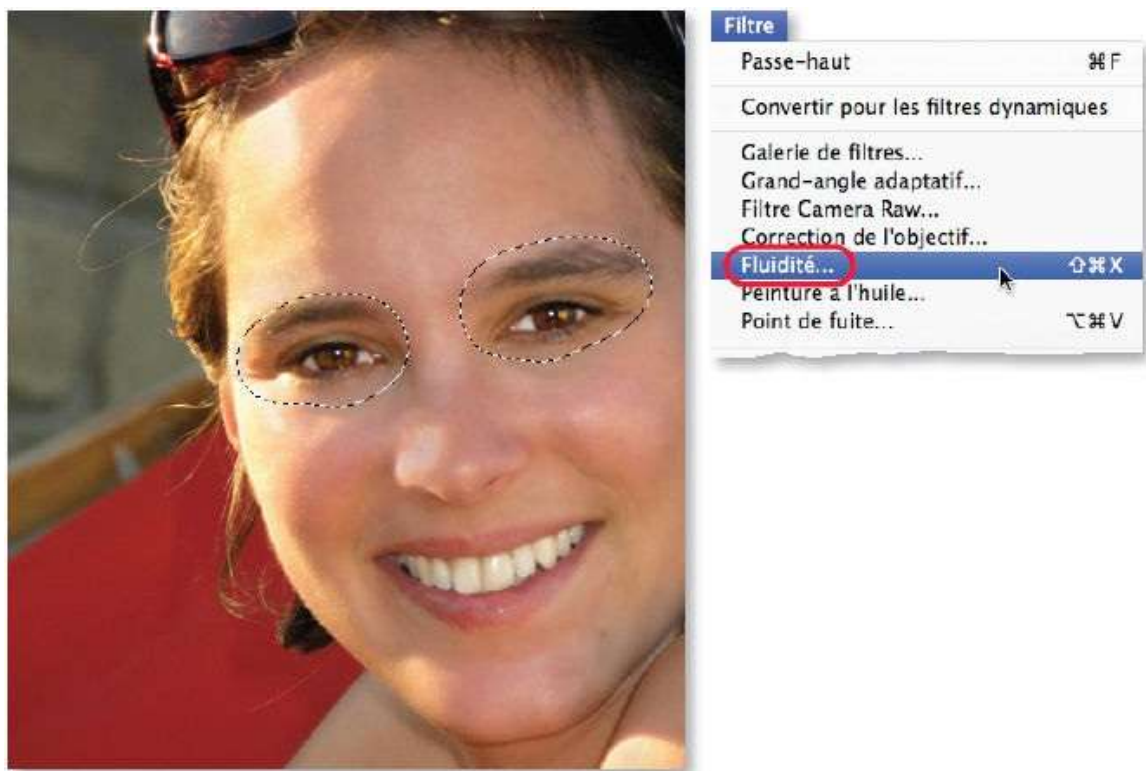 Filtre
Passe-haut ⌘F
Convertir pour les filtres dynamiques
Galerie de filtres...
Grand-angle adaptatif...
Filtre Camera Raw...
Correction de l'objectif...
Fluidité... ⇧⌘X
Peinture à l'huile...
Point de fuite... ⌥⌘V